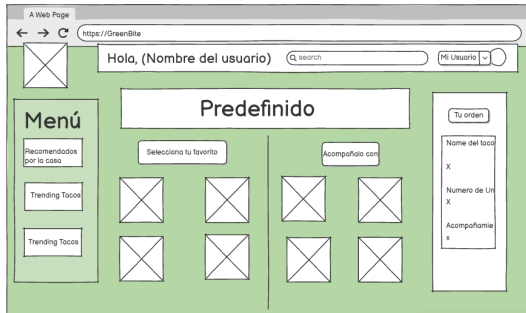 A Web Page
https://GreenBite
Hola, (Nombre del usuario)
search
Mi Usuario
Menú
Recomendados
por la casa
Trending Tacos
Trending Tacos
Predefinido
Selecciona tu favorito
Acompañalo con
Tu orden
Name del taco
X
Numero de Un
X
Acompañamie
x